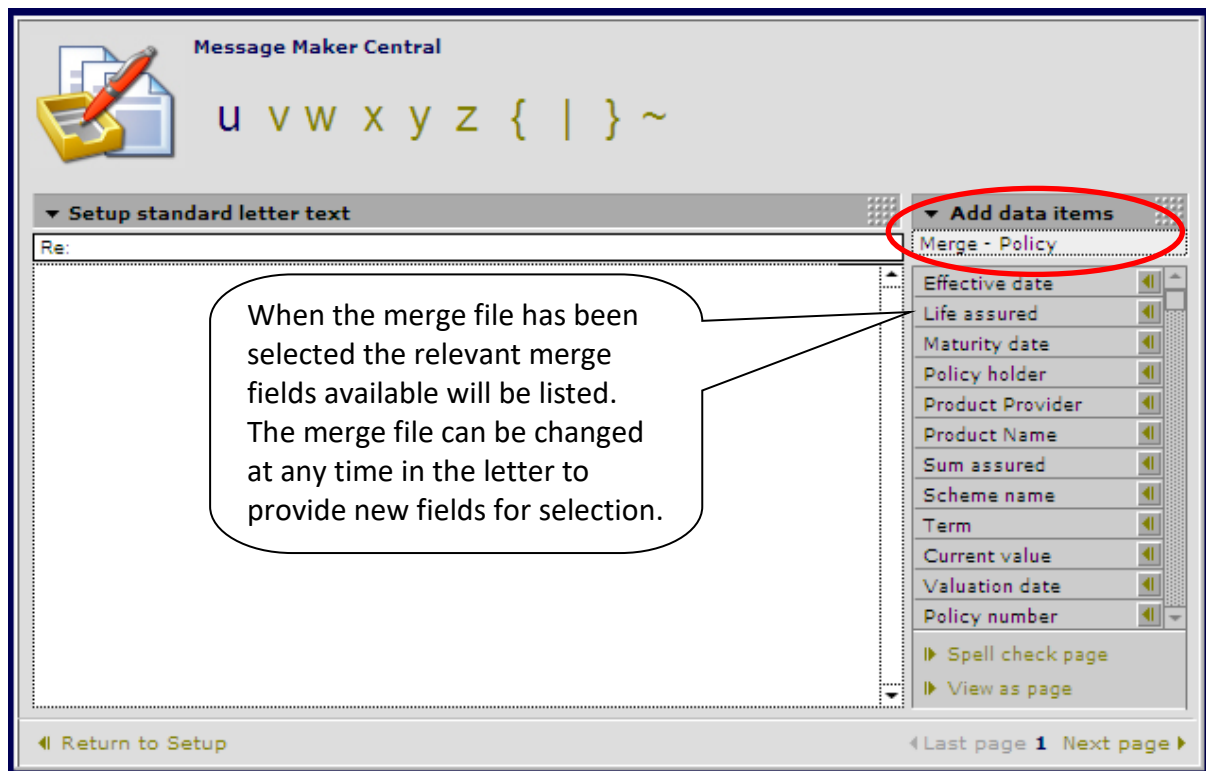 Message Maker Central
u v w x y z { | } ~
Setup standard letter text
Re:
When the merge file has been
selected the relevant merge
fields available will be listed.
The merge file can be changed
at any time in the letter to
provide new fields for selection.
Add data items
Merge - Policy
Effective date
Life assured
Maturity date
Policy holder
Product Provider
Product Name
Sum assured
Scheme name
Term
Current value
Valuation date
Policy number
Spell check page
View as page
Return to Setup
Last page 1 Next page